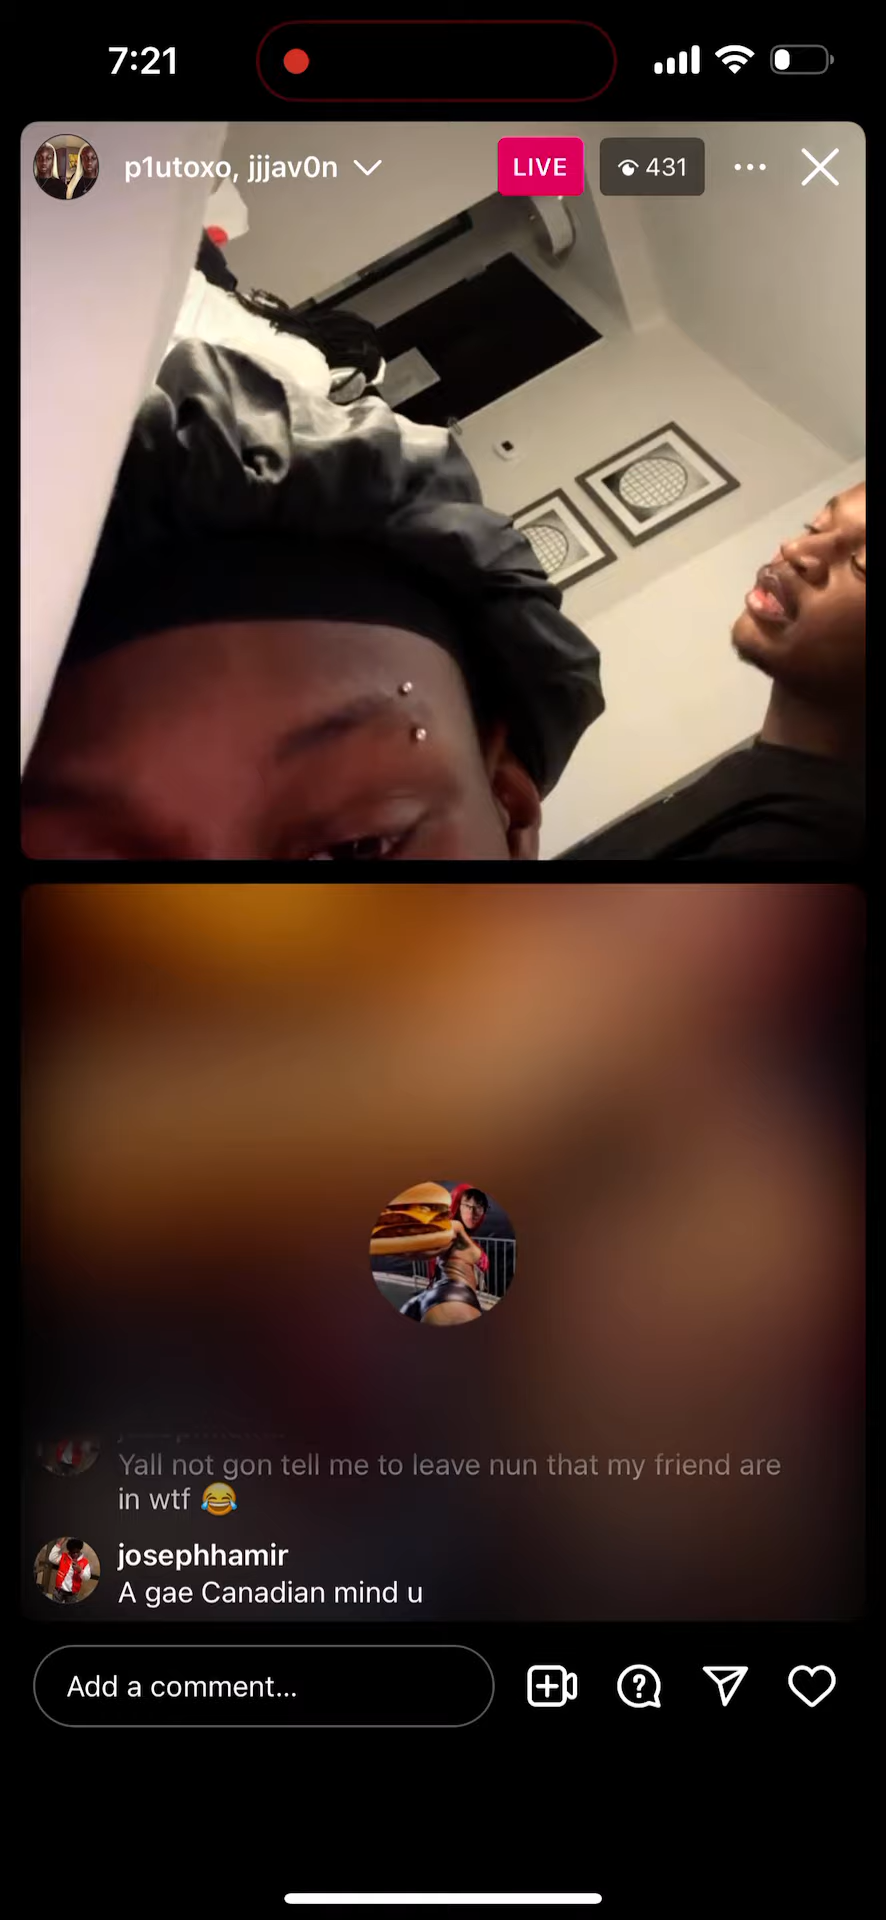 7:21
p1utoxo, jjjav0n
LIVE
431
Yall not gon tell me to leave nun that my friend are
in wtf 😂
josephhamir
A gae Canadian mind u
Add a comment...